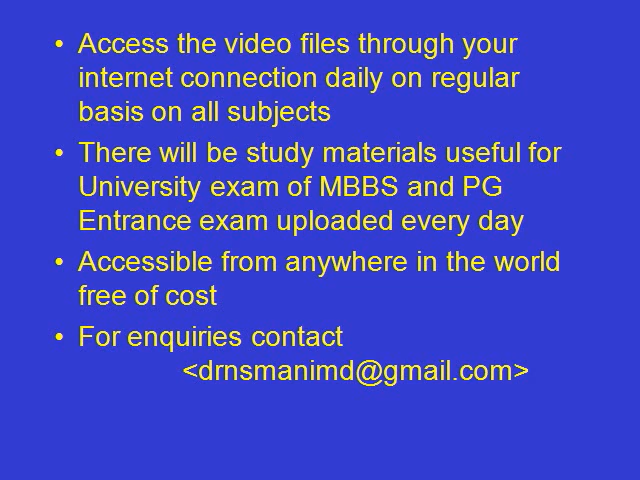 • Access the video files through your
internet connection daily on regular
basis on all subjects
• There will be study materials useful for
University exam of MBBS and PG
Entrance exam uploaded every day
• Accessible from anywhere in the world
free of cost
• For enquiries contact
<drnsmanimd@gmail.com>